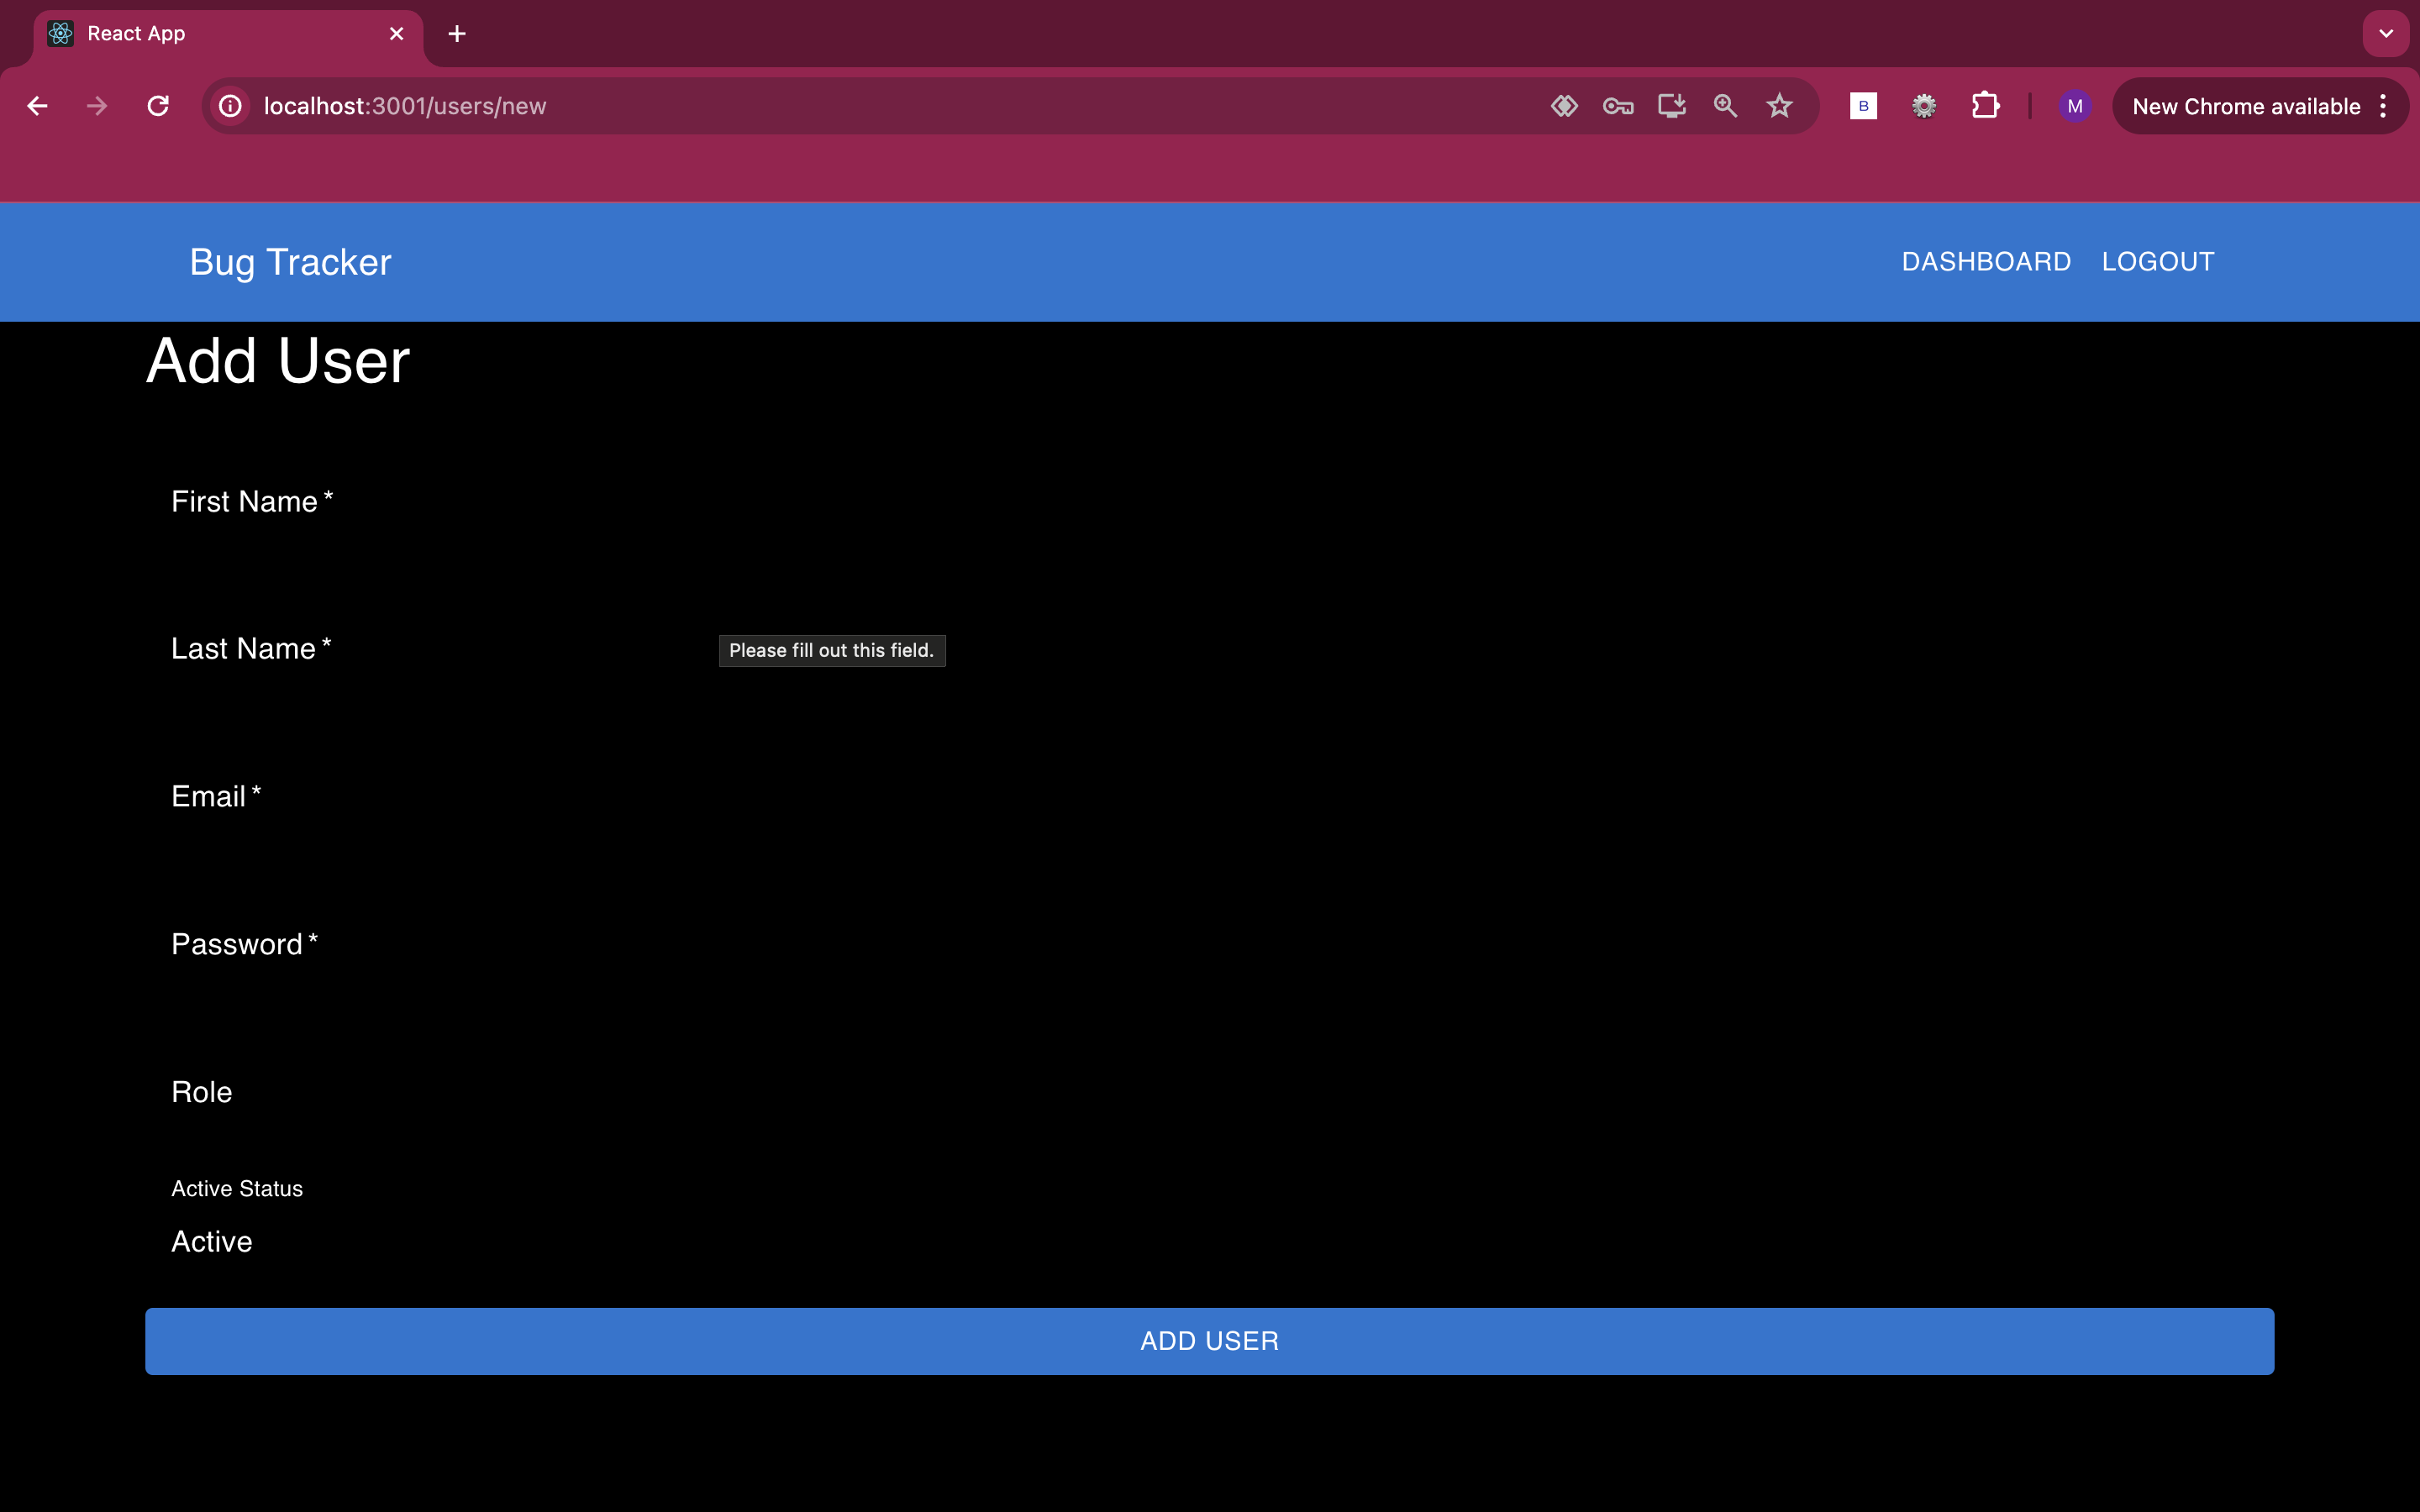 React App
localhost:3001/users/new
B
M
New Chrome available
Bug Tracker
DASHBOARD
LOGOUT
Add User
First Name *
Last Name *
Please fill out this field.
Email *
Password *
Role
Active Status
Active
ADD USER